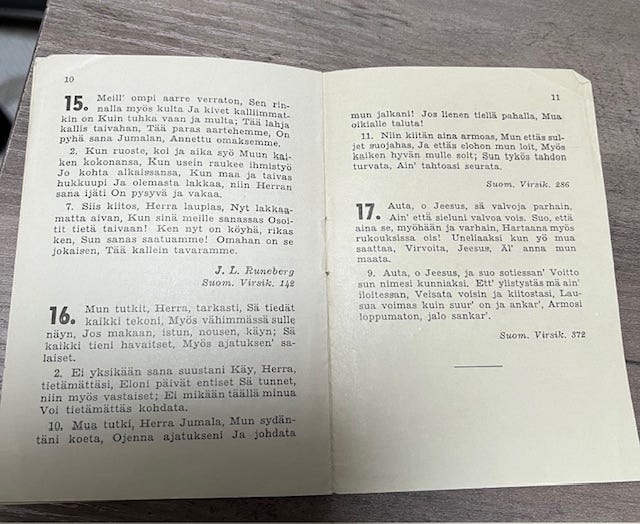 10
15. Meill' ompi aarre verraton, Sen rin-
nalla myös kulta Ja kivet kalliimmat-
kin on Kuin tuhka vaan ja multa; Tää lahja
kallis taivahan, Tää paras aartehemme, On
pyhä sana Jumalan, Annettu omaksemme.
2. Kun ruoste, koi ja aika syö Muun kai-
ken kokonansa, Kun usein raukee ihmistyö
Jo kohta alkaissansa, Kun maa ja taivas
hukkuupi Ja olemasta lakkaa, niin Herran
sana ijäti On pysyvä ja vakaa.
7. Siis kiitos, Herra laupias, Nyt lakkaa-
matta aivan, Kun sinä meille sanassas Osoi-
tit tietä taivaan! Ken nyt on köyhä, rikas
ken, Sun sanas saatuamme! Omahan on se
jokaisen, Tää kallein tavaramme.
J. L. Runeberg
Suom. Virsik. 142
16. Mun tutkit, Herra, tarkasti, Sä tiedät
kaikki tekoni, Myös vähimmässä sulle
näyn, Jos makaan, istun, nousen, käyn; Sä
kaikki tieni havaitset, Myös ajatuksen' sa-
laiset.
2. Ei yksikään sana suustani Käy, Herra,
tietämättäsi, Eloni päivät entiset Sä tunnet,
niin myös vastaiset; Ei mikään täällä minua
Voi tietämättäs kohdata.
10. Mua tutki, Herra Jumala, Mun sydän-
täni koeta, Ojenna ajatukseni Ja johdata
11
mun jalkani! Jos lienen tiellä pahalla, Mua
oikialle taluta!
11. Niin kiitän aina armoas, Mun ettäs sul-
jet suojahas, Ja että elohon mun loit, Myös
kaiken hyvän mulle soit; Sun tykös tahdon
turvata, Ain' tahtoasi seurata.
Suom. Virsik. 286
17. Auta, o Jeesus, sä valvoja parhain,
Ain' että sieluni valvoa vois. Suo, että
aina se, myöhään ja varhain, Hartaana myös
rukouksissa ois! Uneliaaksi kun yö mua
saattaa, Virvoita, Jeesus, Äl' anna mun
maata.
9. Auta, o Jeesus, ja suo sotiessan' Voitto
sun nimesi kunniaksi. Ett' ylistystäs mä ain'
iloitessan, Veisata voisin ja kiitostasi, Lau-
sua voimas kuin suur' on ja ankar', Armosi
loppumaton, jalo sankar'.
Suom. Virsik. 372